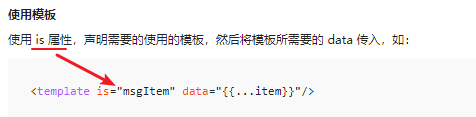 使用模板
使用 is 属性，声明需要的使用的模板，然后将模板所需要的 data 传入，如：
<template is="msgItem" data="{{...item}}"/>